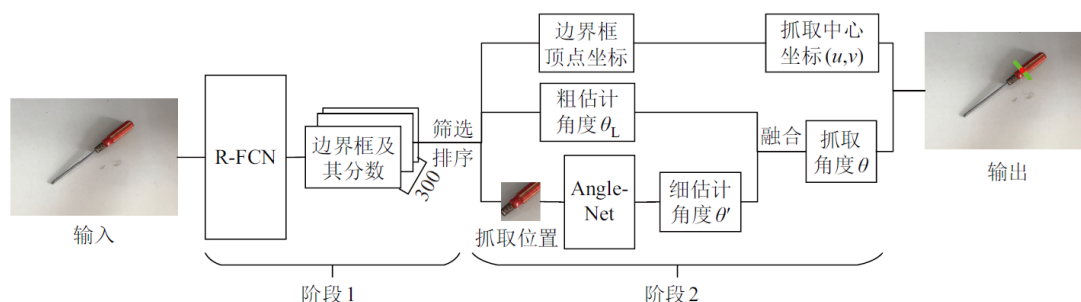 输入
R-FCN
边界框及
其分数
300
筛选
排序
边界框
顶点坐标
抓取中心
坐标(u,v)
粗估计
角度θL
抓取位置
Angle-
Net
细估计
角度θ′
融合
抓取
角度θ
输出
阶段1
阶段2